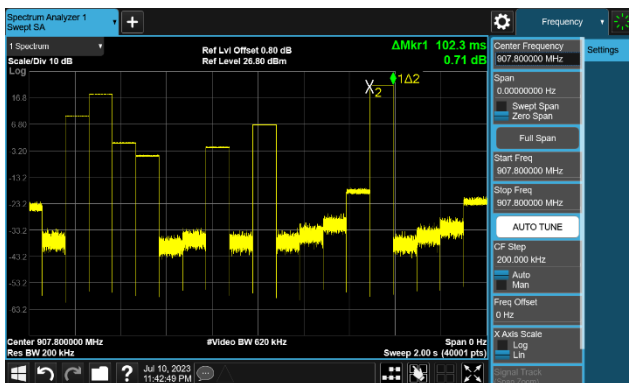 Spectrum Analyzer 1
Swept SA
Frequency
1 Spectrum
Scale/Div 10 dB
Log
Ref Lvl Offset 0.80 dB
Ref Level 26.80 dBm
ΔMkr1 102.3 ms
0.71 dB
1Δ2
X2
16.8
6.80
-3.20
-13.2
-23.2
-33.2
-43.2
-53.2
-63.2
Center 907.800000 MHz
Res BW 200 kHz
#Video BW 620 kHz
Span 0 Hz
Sweep 2.00 s (40001 pts)
Center Frequency
907.800000 MHz
Span
0.00000000 Hz
Swept Span
Zero Span
Full Span
Start Freq
907.800000 MHz
Stop Freq
907.800000 MHz
AUTO TUNE
CF Step
200.000 kHz
Auto
Man
Freq Offset
0 Hz
X Axis Scale
Log
Lin
Signal Track
(Span Zoom)
Settings
Jul 10, 2023
11:42:49 PM